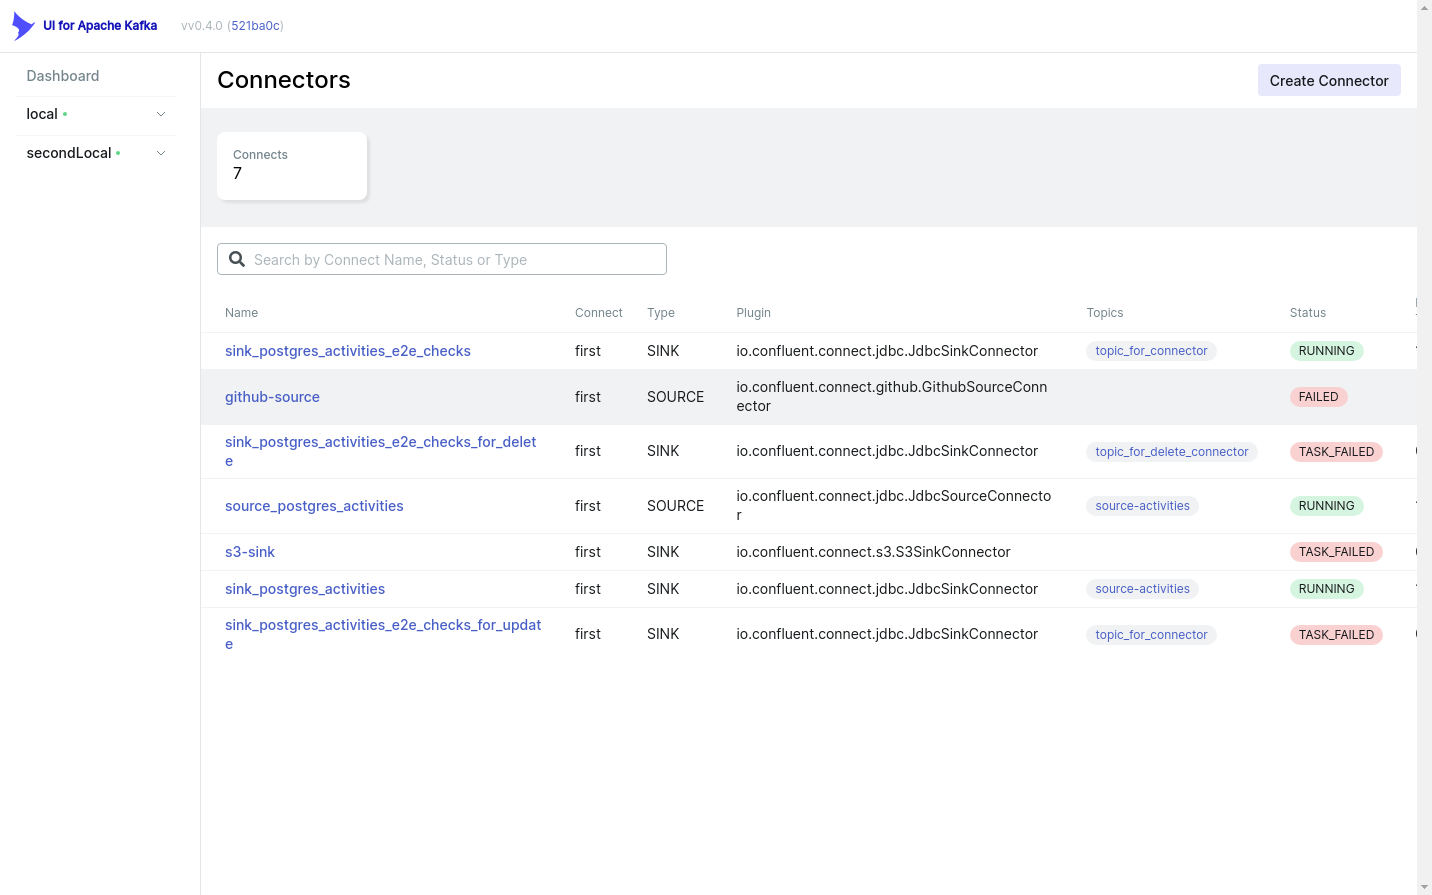 UI for Apache Kafka vv0.4.0 (521ba0c)
Dashboard
local
secondLocal
Connectors
Create Connector
Connects
7
Search by Connect Name, Status or Type
Name Connect Type Plugin Topics Status
sink_postgres_activities_e2e_checks first SINK io.confluent.connect.jdbc.JdbcSinkConnector topic_for_connector RUNNING
github-source first SOURCE io.confluent.connect.github.GithubSourceConn
ector FAILED
sink_postgres_activities_e2e_checks_for_delet
e first SINK io.confluent.connect.jdbc.JdbcSinkConnector topic_for_delete_connector TASK_FAILED
source_postgres_activities first SOURCE io.confluent.connect.jdbc.JdbcSourceConnecto
r source-activities RUNNING
s3-sink first SINK io.confluent.connect.s3.S3SinkConnector TASK_FAILED
sink_postgres_activities first SINK io.confluent.connect.jdbc.JdbcSinkConnector source-activities RUNNING
sink_postgres_activities_e2e_checks_for_updat
e first SINK io.confluent.connect.jdbc.JdbcSinkConnector topic_for_connector TASK_FAILED